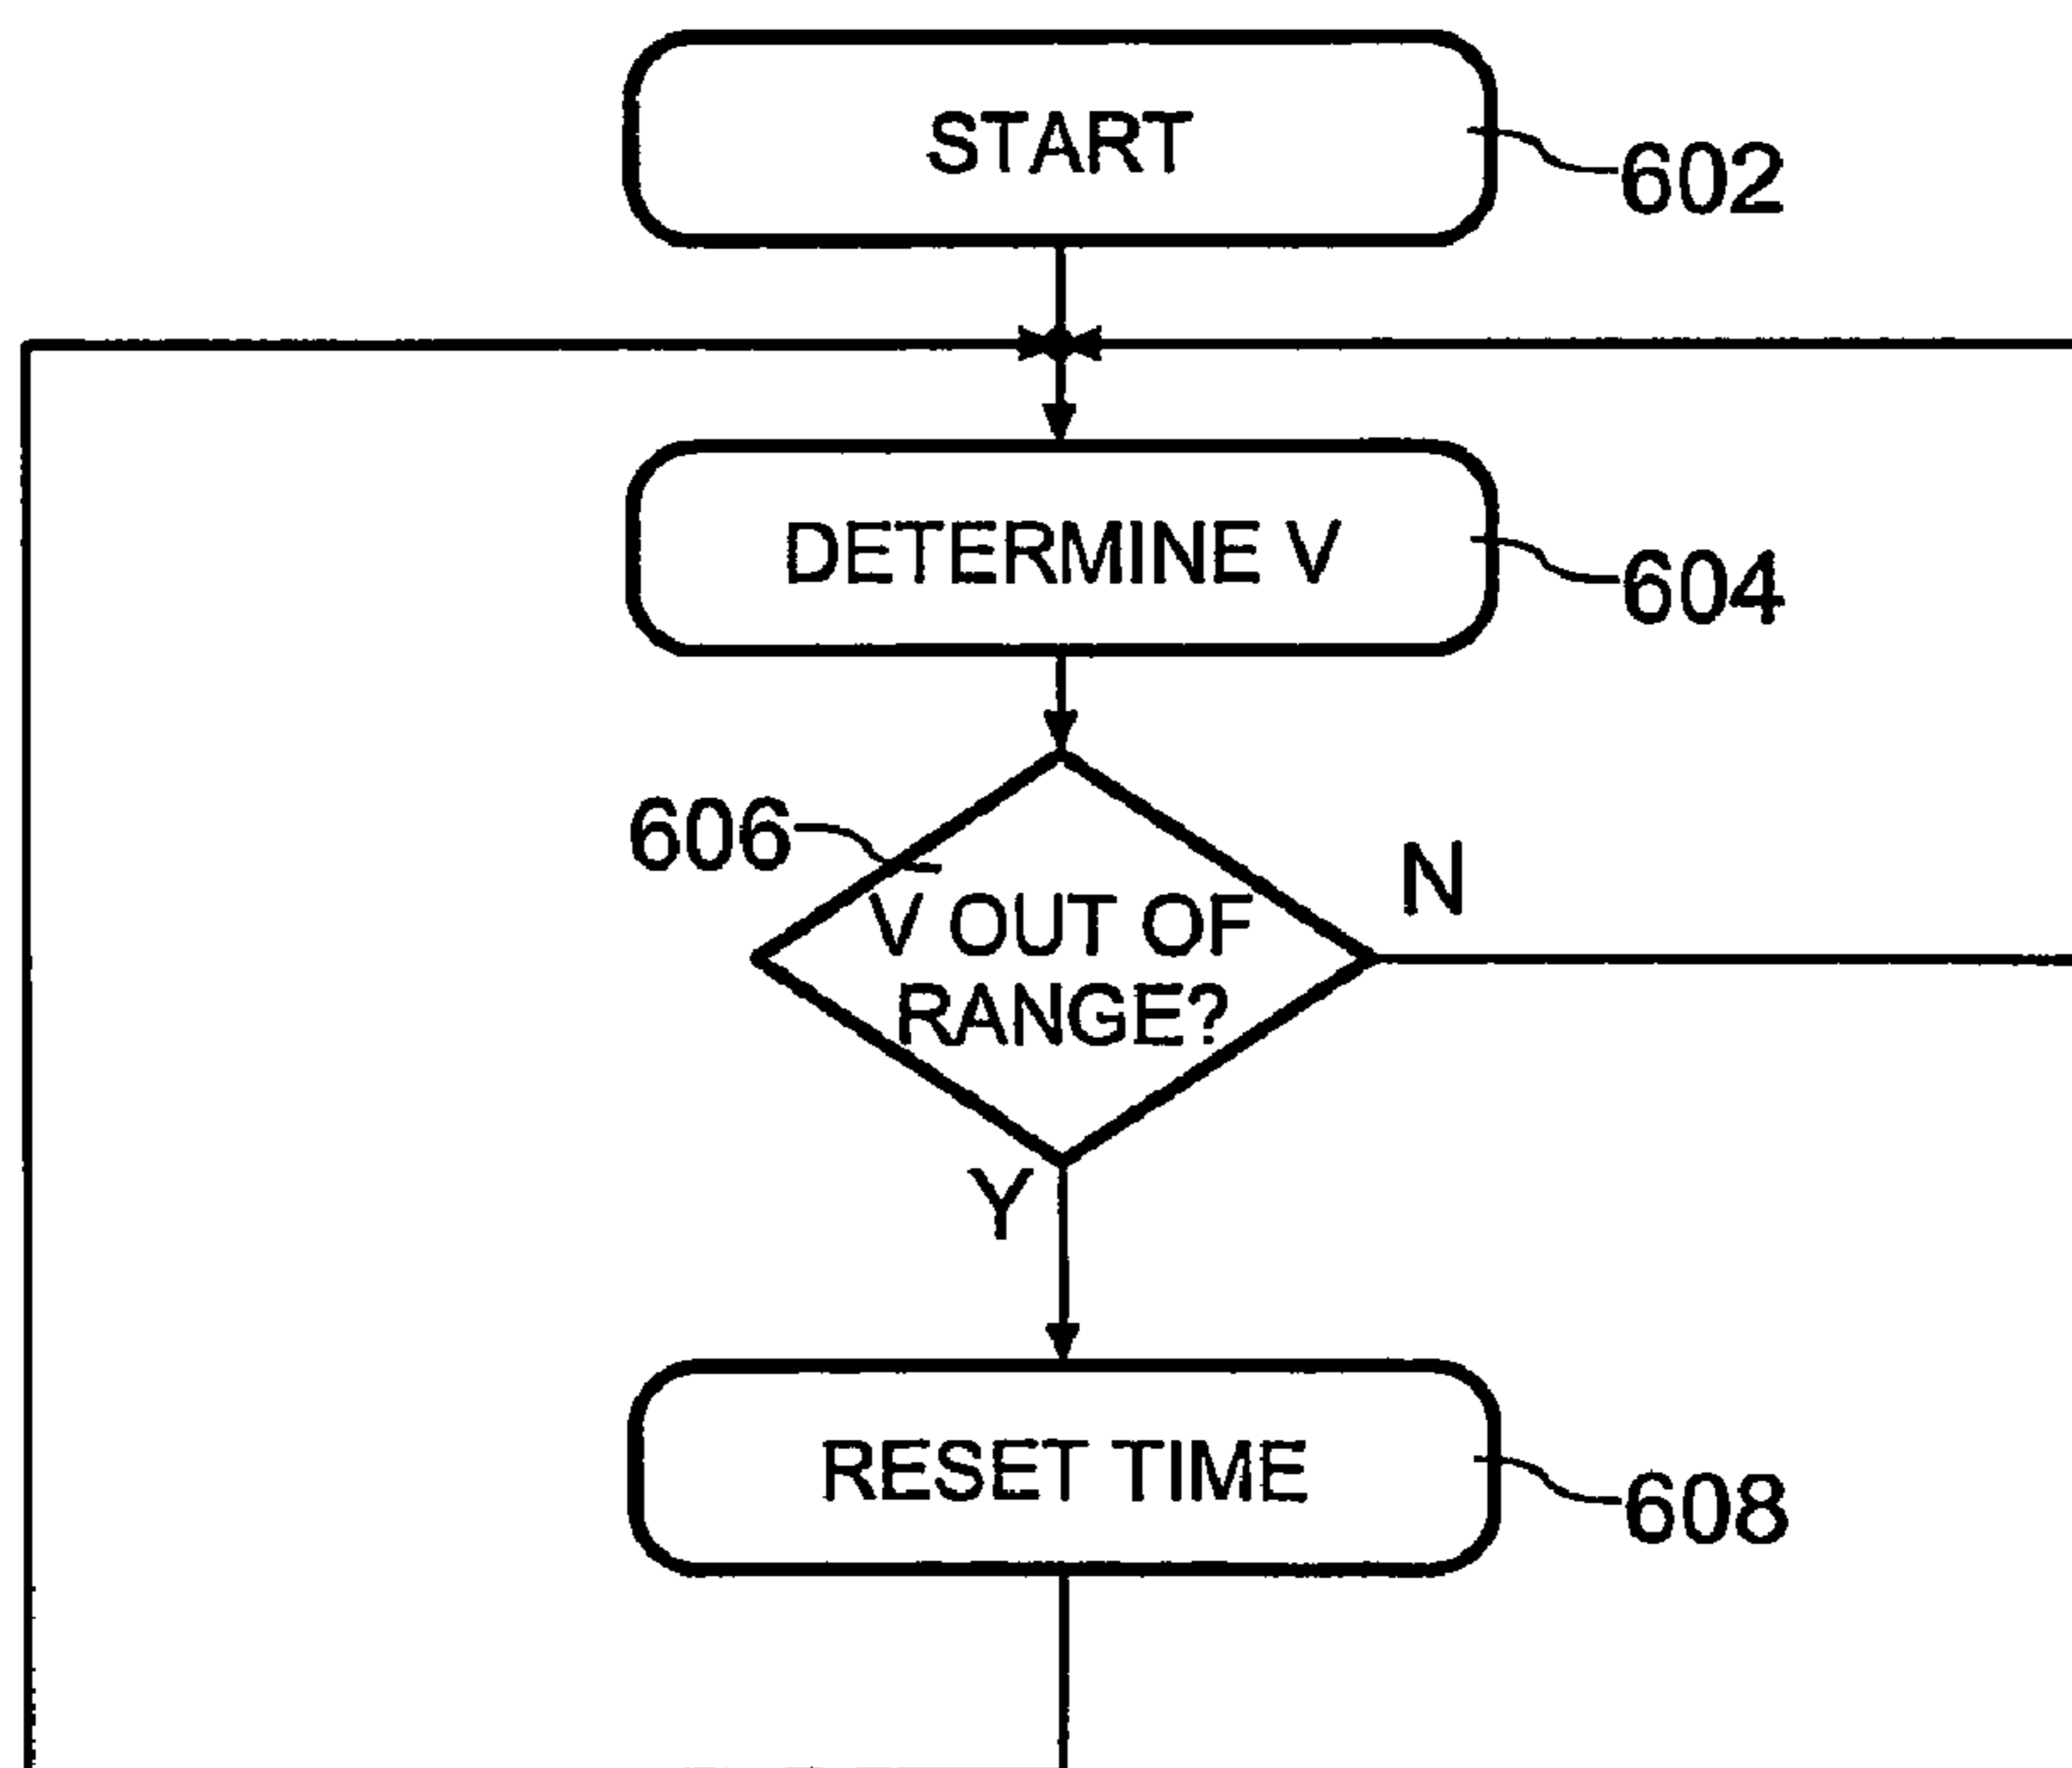 START
602
DETERMINE V
604
606
V OUT OF
RANGE?
N
Y
RESET TIME
608